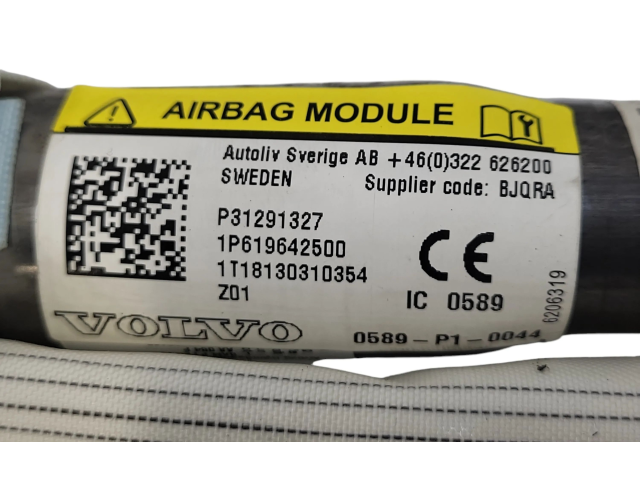 AIRBAG MODULE
Autoliv Sverige AB +46(0)322 626200
SWEDEN Supplier code: BJQRA
P31291327
1P619642500
1T18130310354
Z01
CE
IC 0589
6206319
VOLVO
0589-P1-0044